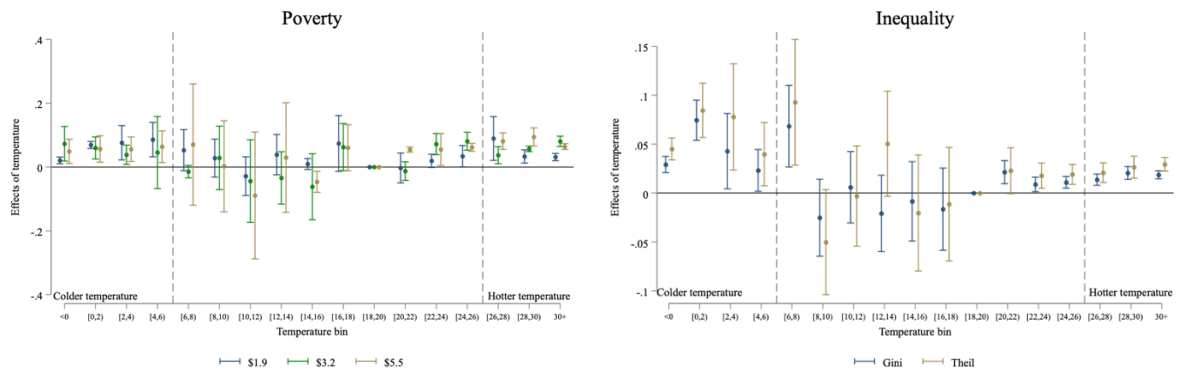 Poverty
Effects of temperature
.4
.2
0
-.2
-.4
Colder temperature
Hotter temperature
<0 [0,2) [2,4) [4,6) [6,8) [8,10) [10,12) [12,14) [14,16) [16,18) [18,20) [20,22) [22,24) [24,26) [26,28) [28,30) 30+
Temperature bin
$1.9 $3.2 $5.5
Inequality
Effects of temperature
.15
.1
.05
0
-.05
-.1
Colder temperature
Hotter temperature
<0 [0,2) [2,4) [4,6) [6,8) [8,10) [10,12) [12,14) [14,16) [16,18) [18,20) [20,22) [22,24) [24,26) [26,28) [28,30) 30+
Temperature bin
Gini Theil